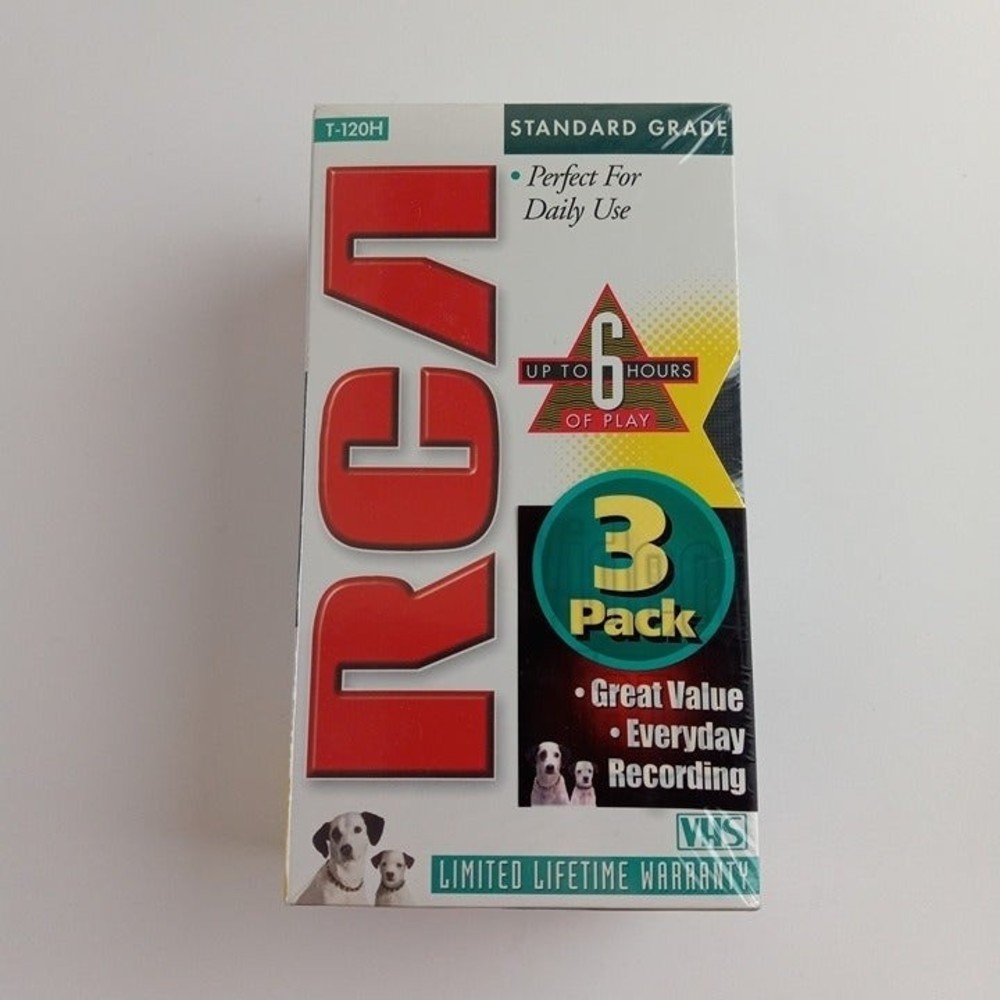 T-120H
STANDARD GRADE
• Perfect For
Daily Use
RCA
6
UP TO HOURS
OF PLAY
3
Pack
• Great Value
• Everyday
Recording
VHS
LIMITED LIFETIME WARRANTY